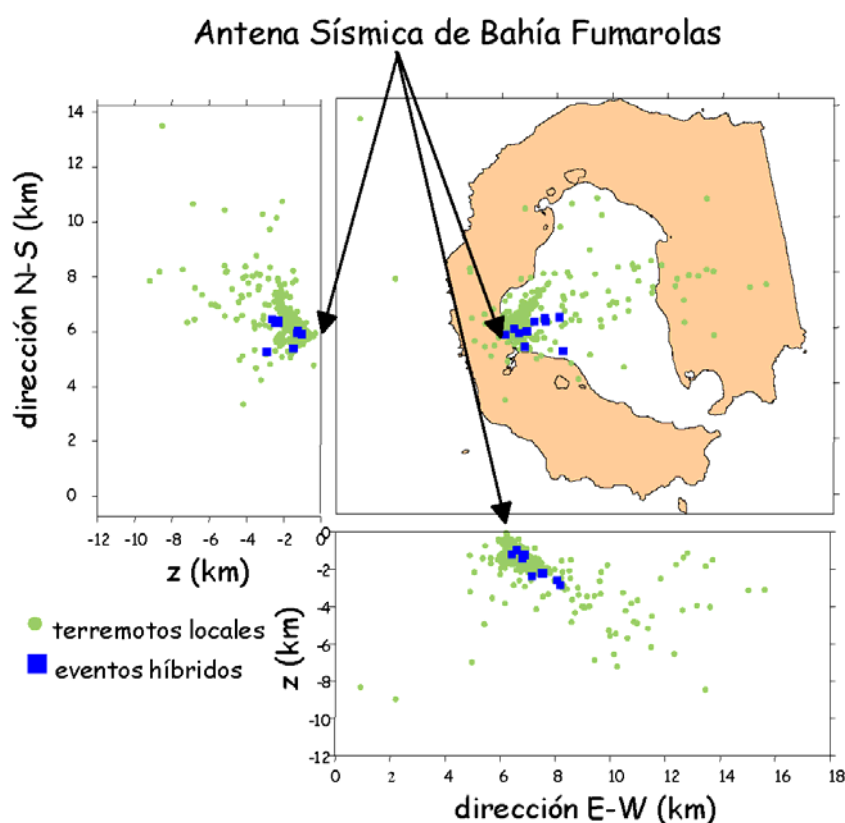 Antena Sísmica de Bahía Fumarolas
14
12
10
8
6
4
2
0
dirección N-S (km)
-12 -10 -8 -6 -4 -2
z (km)
terremotos locales
eventos híbridos
0
-2
-4
-6
-8
-10
-12
z (km)
0 2 4 6 8 10 12 14 16 18
dirección E-W (km)